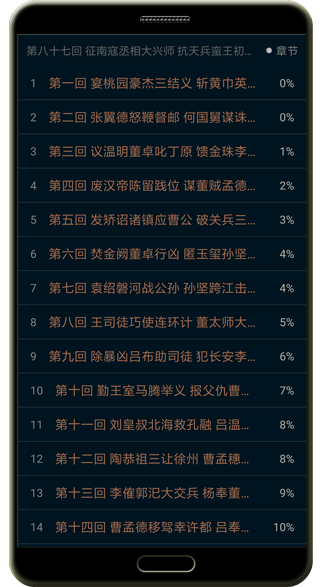 第八十七回 征南寇丞相大兴师 抗天兵蛮王初... 章节
1 第一回 宴桃园豪杰三结义 斩黄巾英... 0%
2 第二回 张翼德怒鞭督邮 何国舅谋诛... 0%
3 第三回 议温明董卓叱丁原 馈金珠李... 1%
4 第四回 废汉帝陈留践位 谋董贼孟德... 2%
5 第五回 发矫诏诸镇应曹公 破关兵三... 3%
6 第六回 焚金阙董卓行凶 匿玉玺孙坚... 4%
7 第七回 袁绍磐河战公孙 孙坚跨江击... 4%
8 第八回 王司徒巧使连环计 董太师大... 5%
9 第九回 除暴凶吕布助司徒 犯长安李... 6%
10 第十回 勤王室马腾举义 报父仇曹... 7%
11 第十一回 刘皇叔北海救孔融 吕温... 8%
12 第十二回 陶恭祖三让徐州 曹孟穗... 8%
13 第十三回 李傕郭汜大交兵 杨奉董... 9%
14 第十四回 曹孟德移驾幸许都 吕奉... 10%